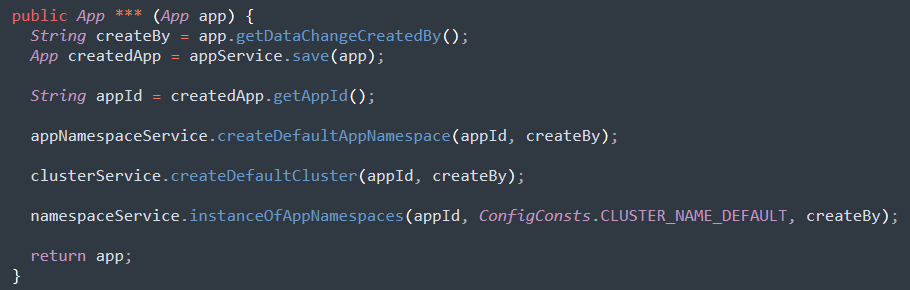 public App *** (App app) {
String createBy = app.getDataChangeCreatedBy();
App createdApp = appService.save(app);
String appId = createdApp.getAppId();
appNamespaceService.createDefaultAppNamespace(appId, createBy);
clusterService.createDefaultCluster(appId, createBy);
namespaceService.instanceOfAppNamespaces(appId, ConfigConsts.CLUSTER_NAME_DEFAULT, createBy);
return app;
}